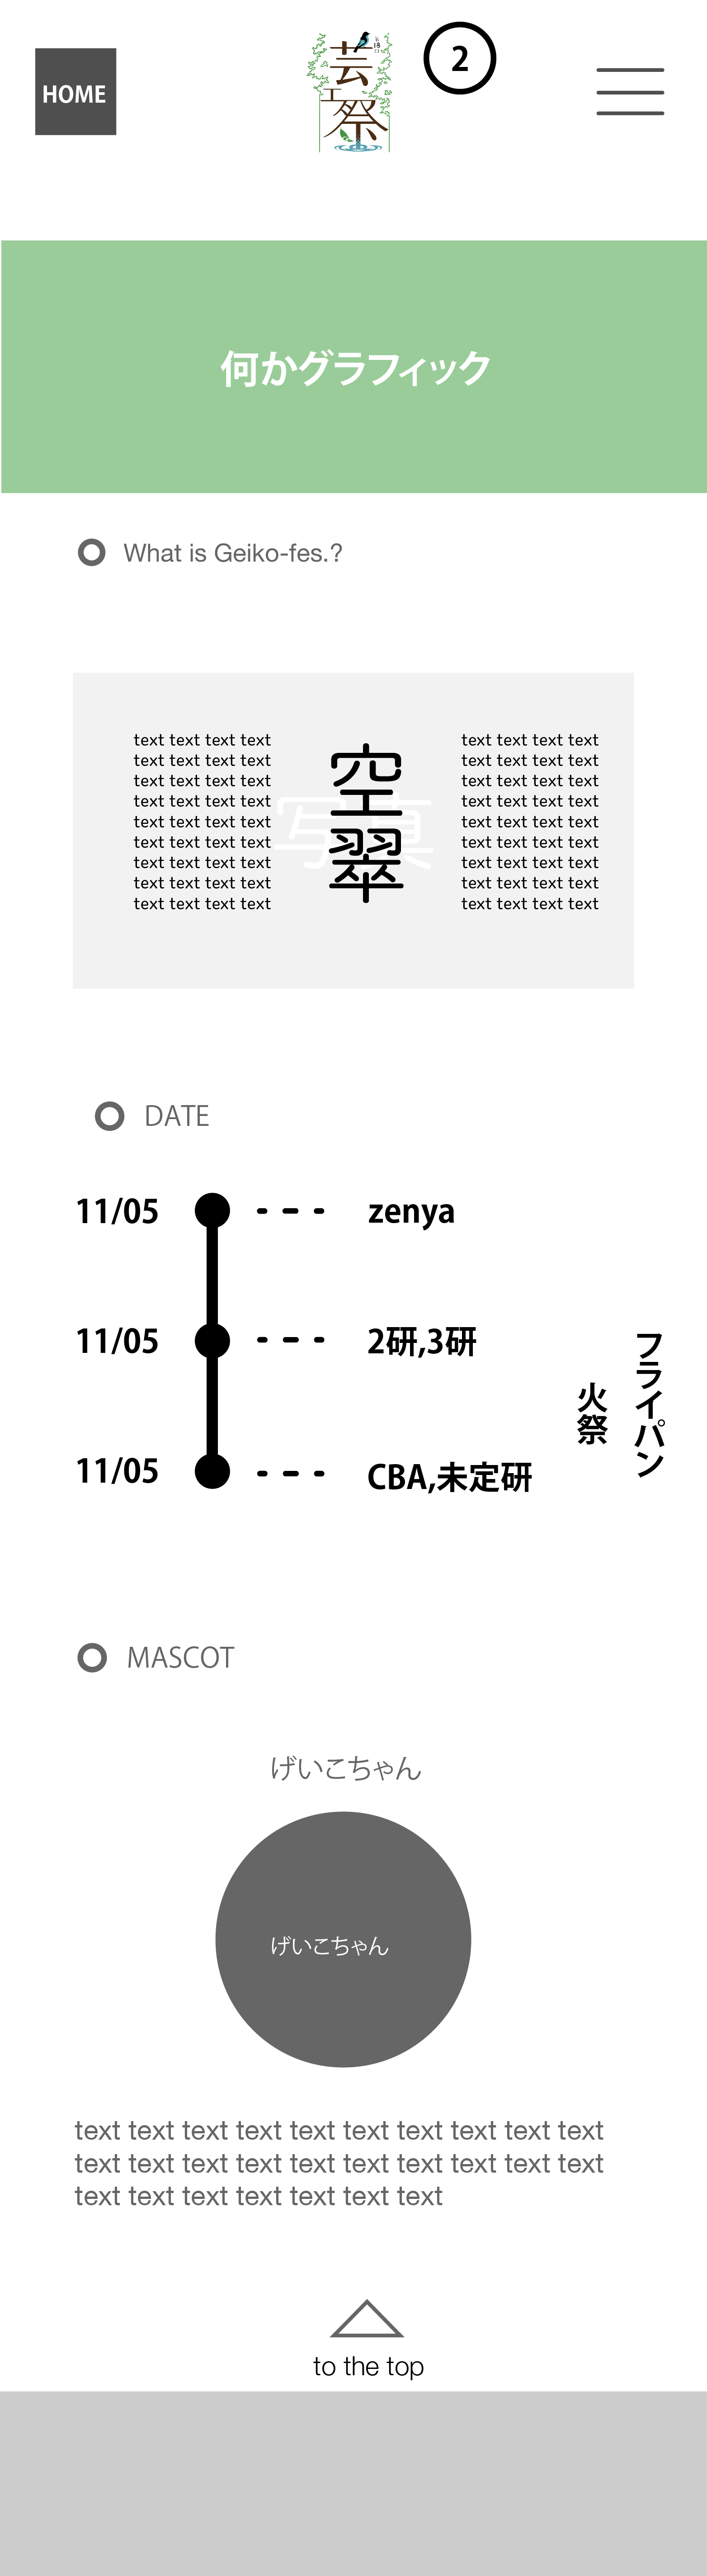 HOME
芸
工
祭
2
何かグラフィック
What is Geiko-fes.?
text text text text
text text text text
text text text text
text text text text
text text text text
text text text text
text text text text
text text text text
text text text text
写真
空翠
text text text text
text text text text
text text text text
text text text text
text text text text
text text text text
text text text text
text text text text
text text text text
DATE
11/05 zenya
11/05 2研,3研
11/05 CBA,未定研
フライパン
火祭
MASCOT
げいこちゃん
げいこちゃん
text text text text text text text text text text
text text text text text text text text text text
text text text text text text text
to the top